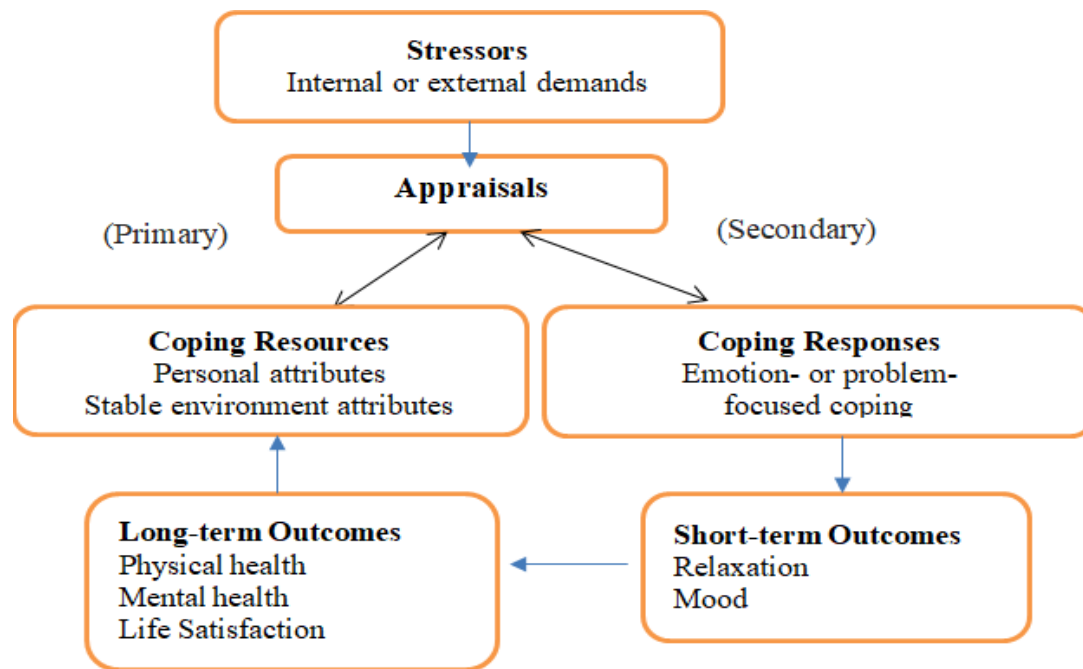 Stressors
Internal or external demands
Appraisals
(Primary)
(Secondary)
Coping Resources
Personal attributes
Stable environment attributes
Coping Responses
Emotion- or problem-
focused coping
Long-term Outcomes
Physical health
Mental health
Life Satisfaction
Short-term Outcomes
Relaxation
Mood